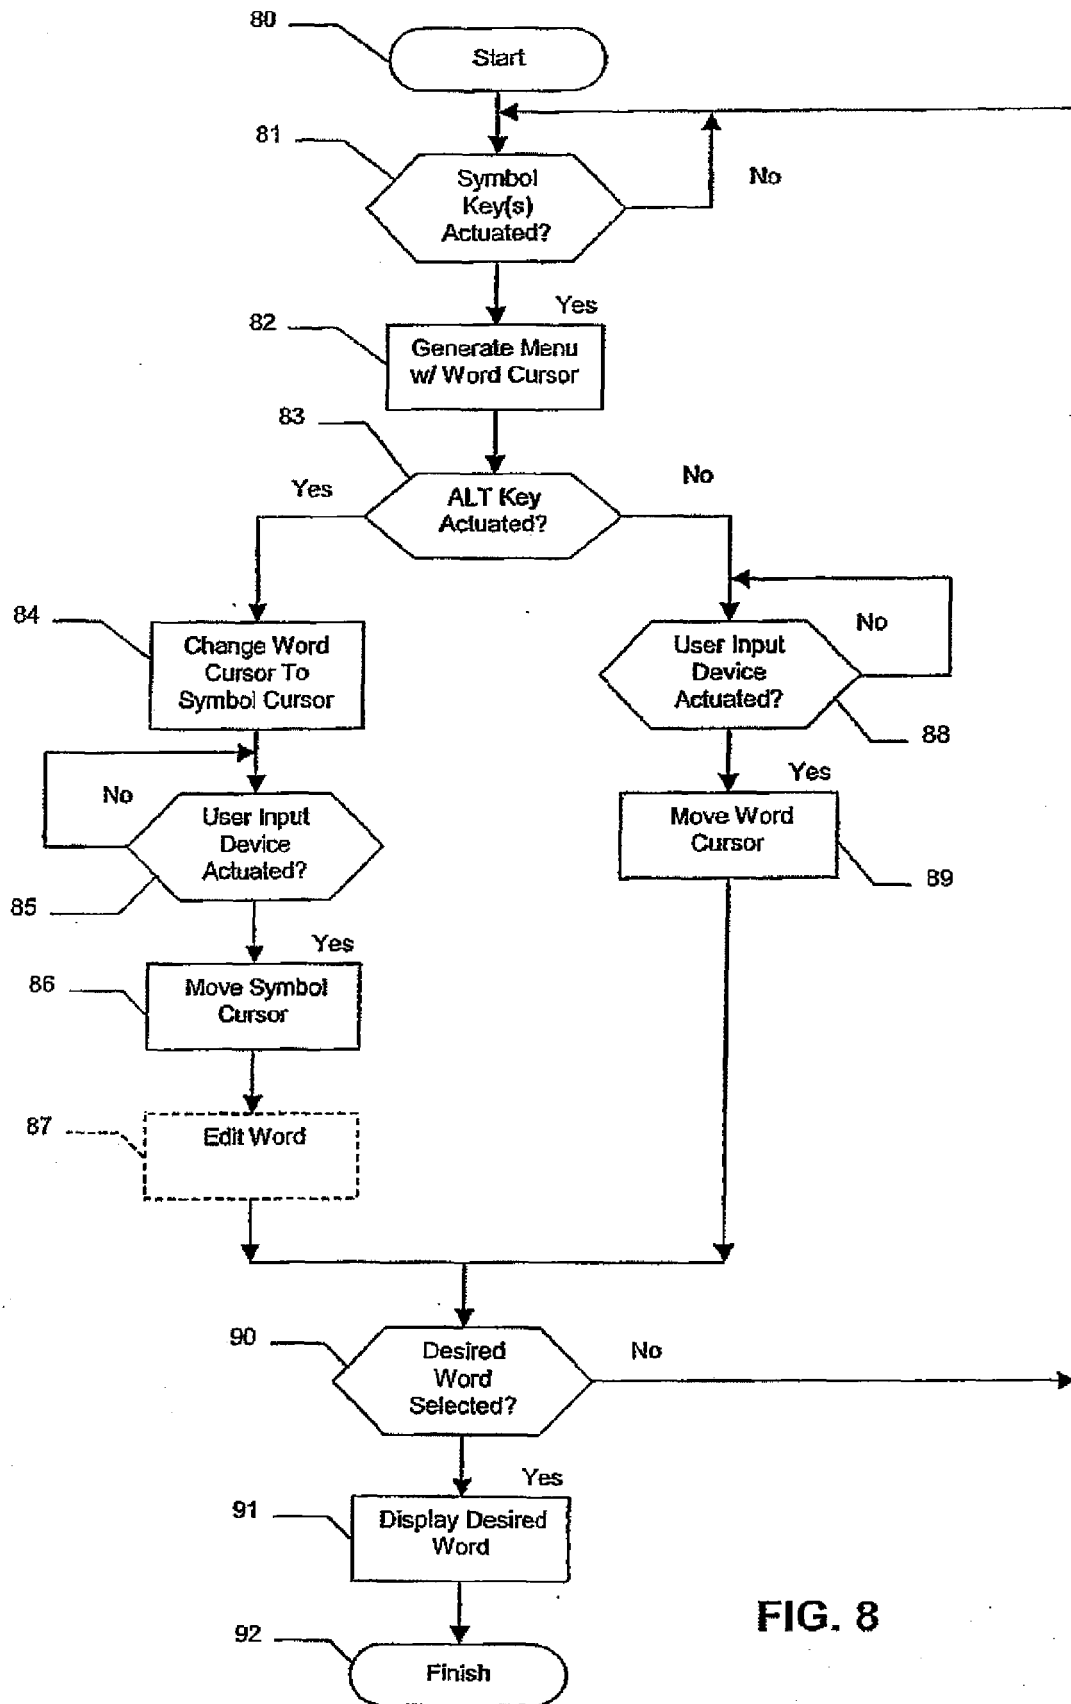 80
Start
81
Symbol
Key(s)
Actuated?
No
Yes
82
Generate Menu
w/ Word Cursor
83
Yes
ALT Key
Actuated?
No
84
Change Word
Cursor To
Symbol Cursor
User Input
Device
Actuated?
No
88
No
User Input
Device
Actuated?
85
Yes
Move Word
Cursor
89
Yes
86
Move Symbol
Cursor
87
Edit Word
90
Desired
Word
Selected?
No
Yes
91
Display Desired
Word
92
Finish
FIG. 8